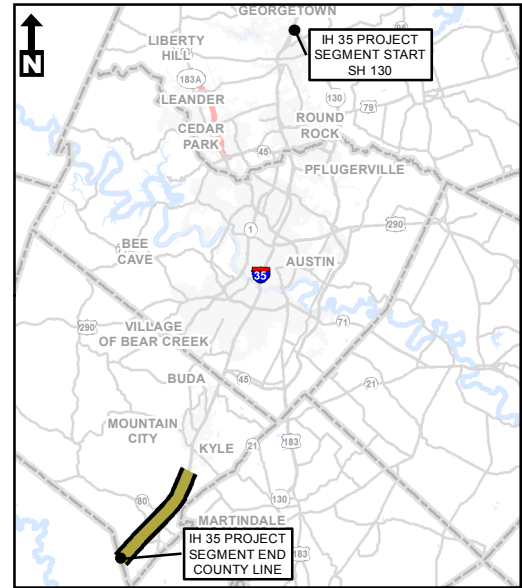 GEORGETOWN
N
IH 35 PROJECT
SEGMENT START
SH 130
LIBERTY
HILL
183A
LEANDER
130
79
CEDAR
PARK
ROUND
ROCK
45
PFLUGERVILLE
1
290
BEE
CAVE
AUSTIN
35
290
VILLAGE
OF BEAR CREEK
71
BUDA
45
21
MOUNTAIN
CITY
KYLE
21
183
80
130
MARTINDALE
IH 35 PROJECT
SEGMENT END
COUNTY LINE
183